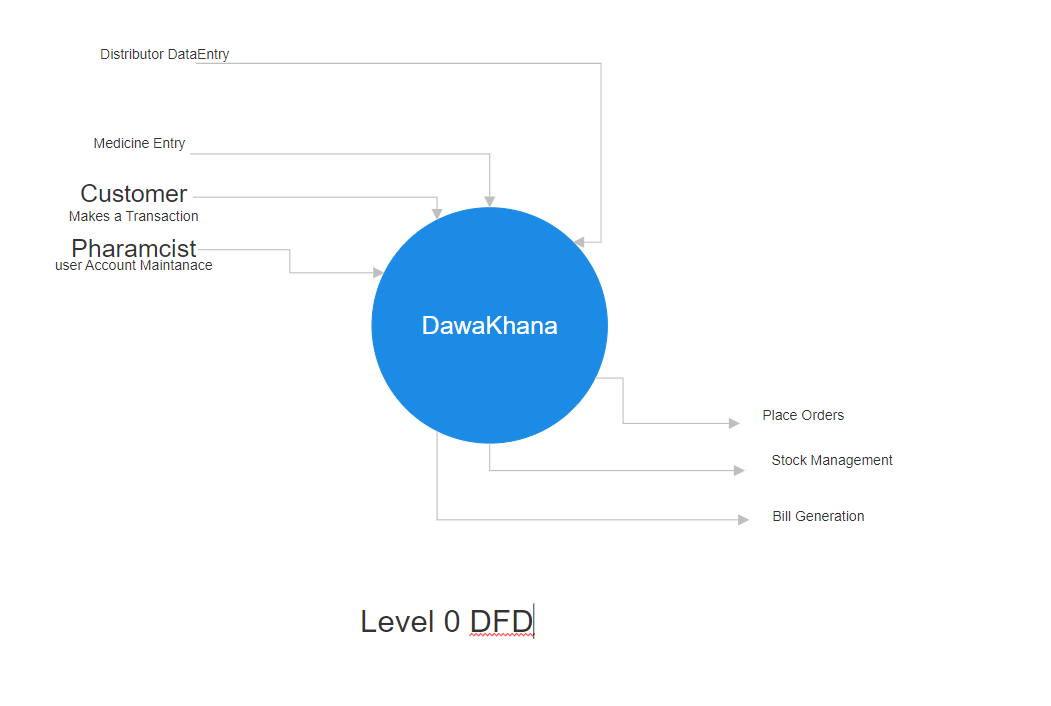 Distributor DataEntry
Medicine Entry
Customer
Makes a Transaction
Pharamcist
user Account Maintanace
DawaKhana
Place Orders
Stock Management
Bill Generation
Level 0 DFD